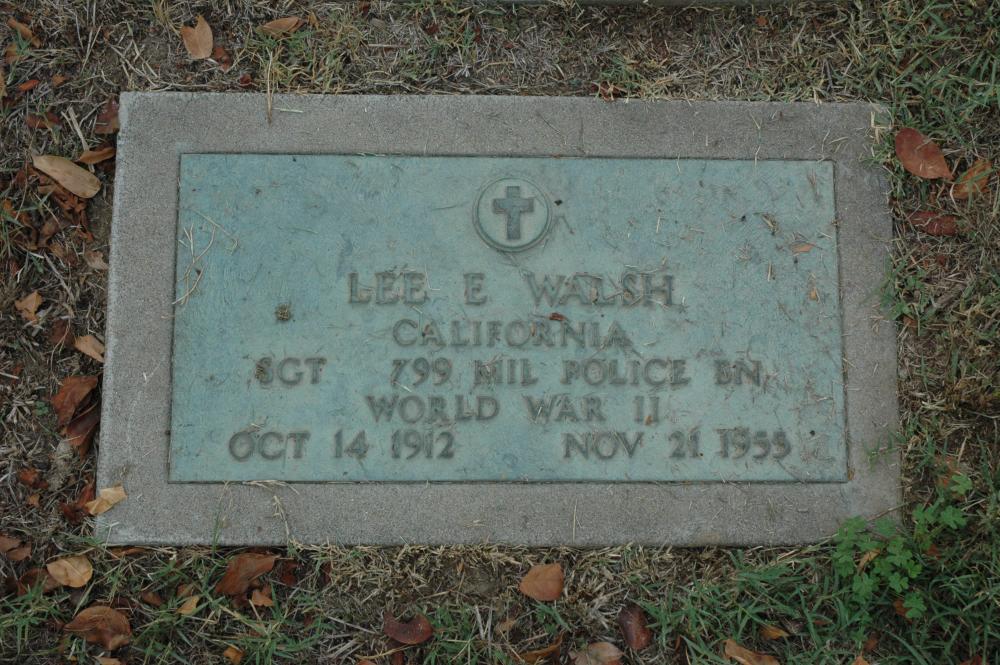 LEE E WALSH
CALIFORNIA
SGT 799 MIL POLICE BN
WORLD WAR II
OCT 14 1912 NOV 21 1955